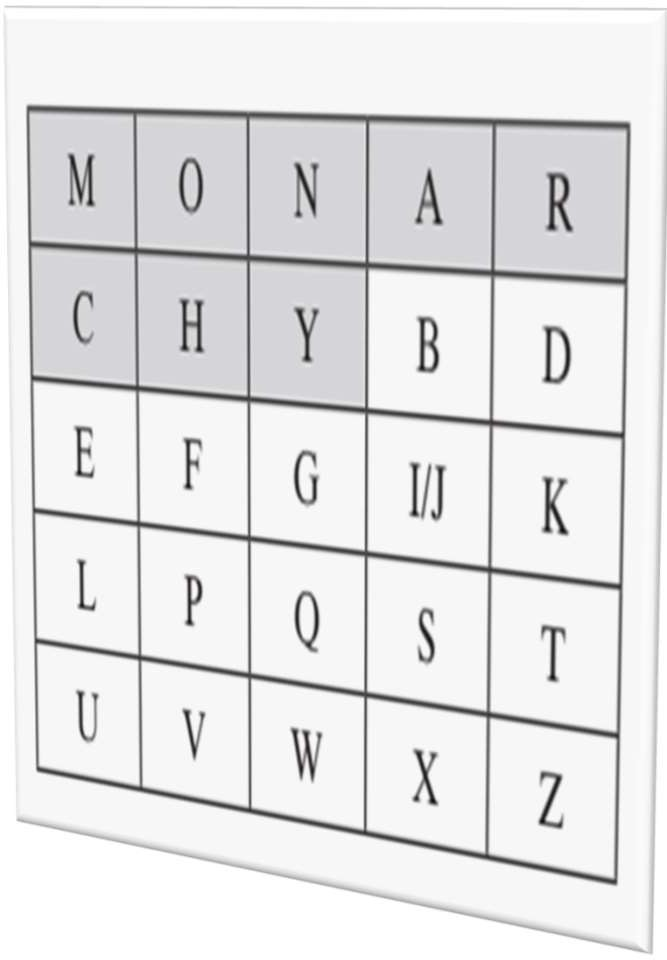 M O N A R
C H Y B D
E F G I/J K
L P Q S T
U V W X Z